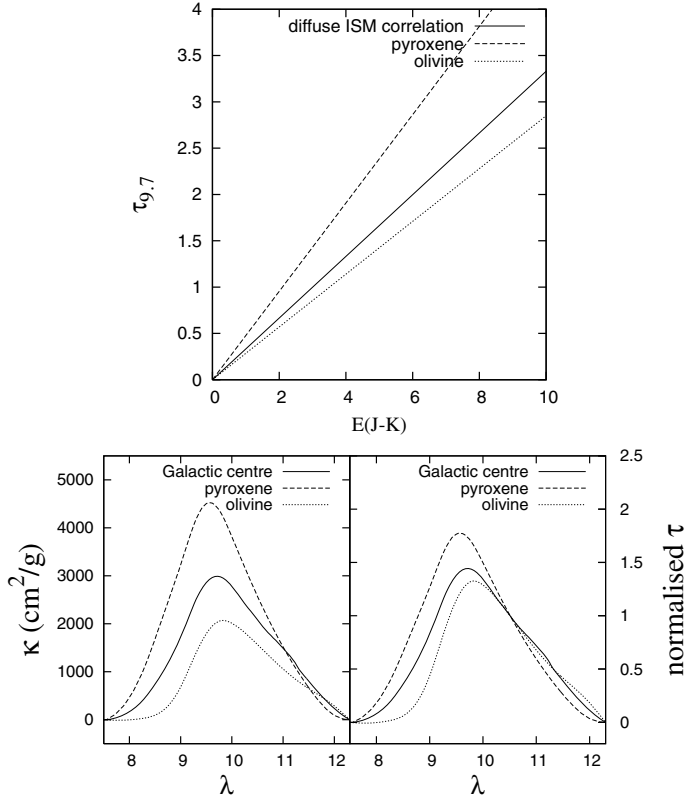 diffuse ISM correlation
pyroxene
olivine
4
3.5
3
2.5
2
1.5
1
0.5
0
τ9.7
0 2 4 6 8 10
E(J-K)
Galactic centre
pyroxene
olivine
5000
4000
3000
2000
1000
0
κ (cm²/g)
8 9 10 11 12
λ
Galactic centre
pyroxene
olivine
2.5
2
1.5
1
0.5
0
normalised τ
8 9 10 11 12
λ